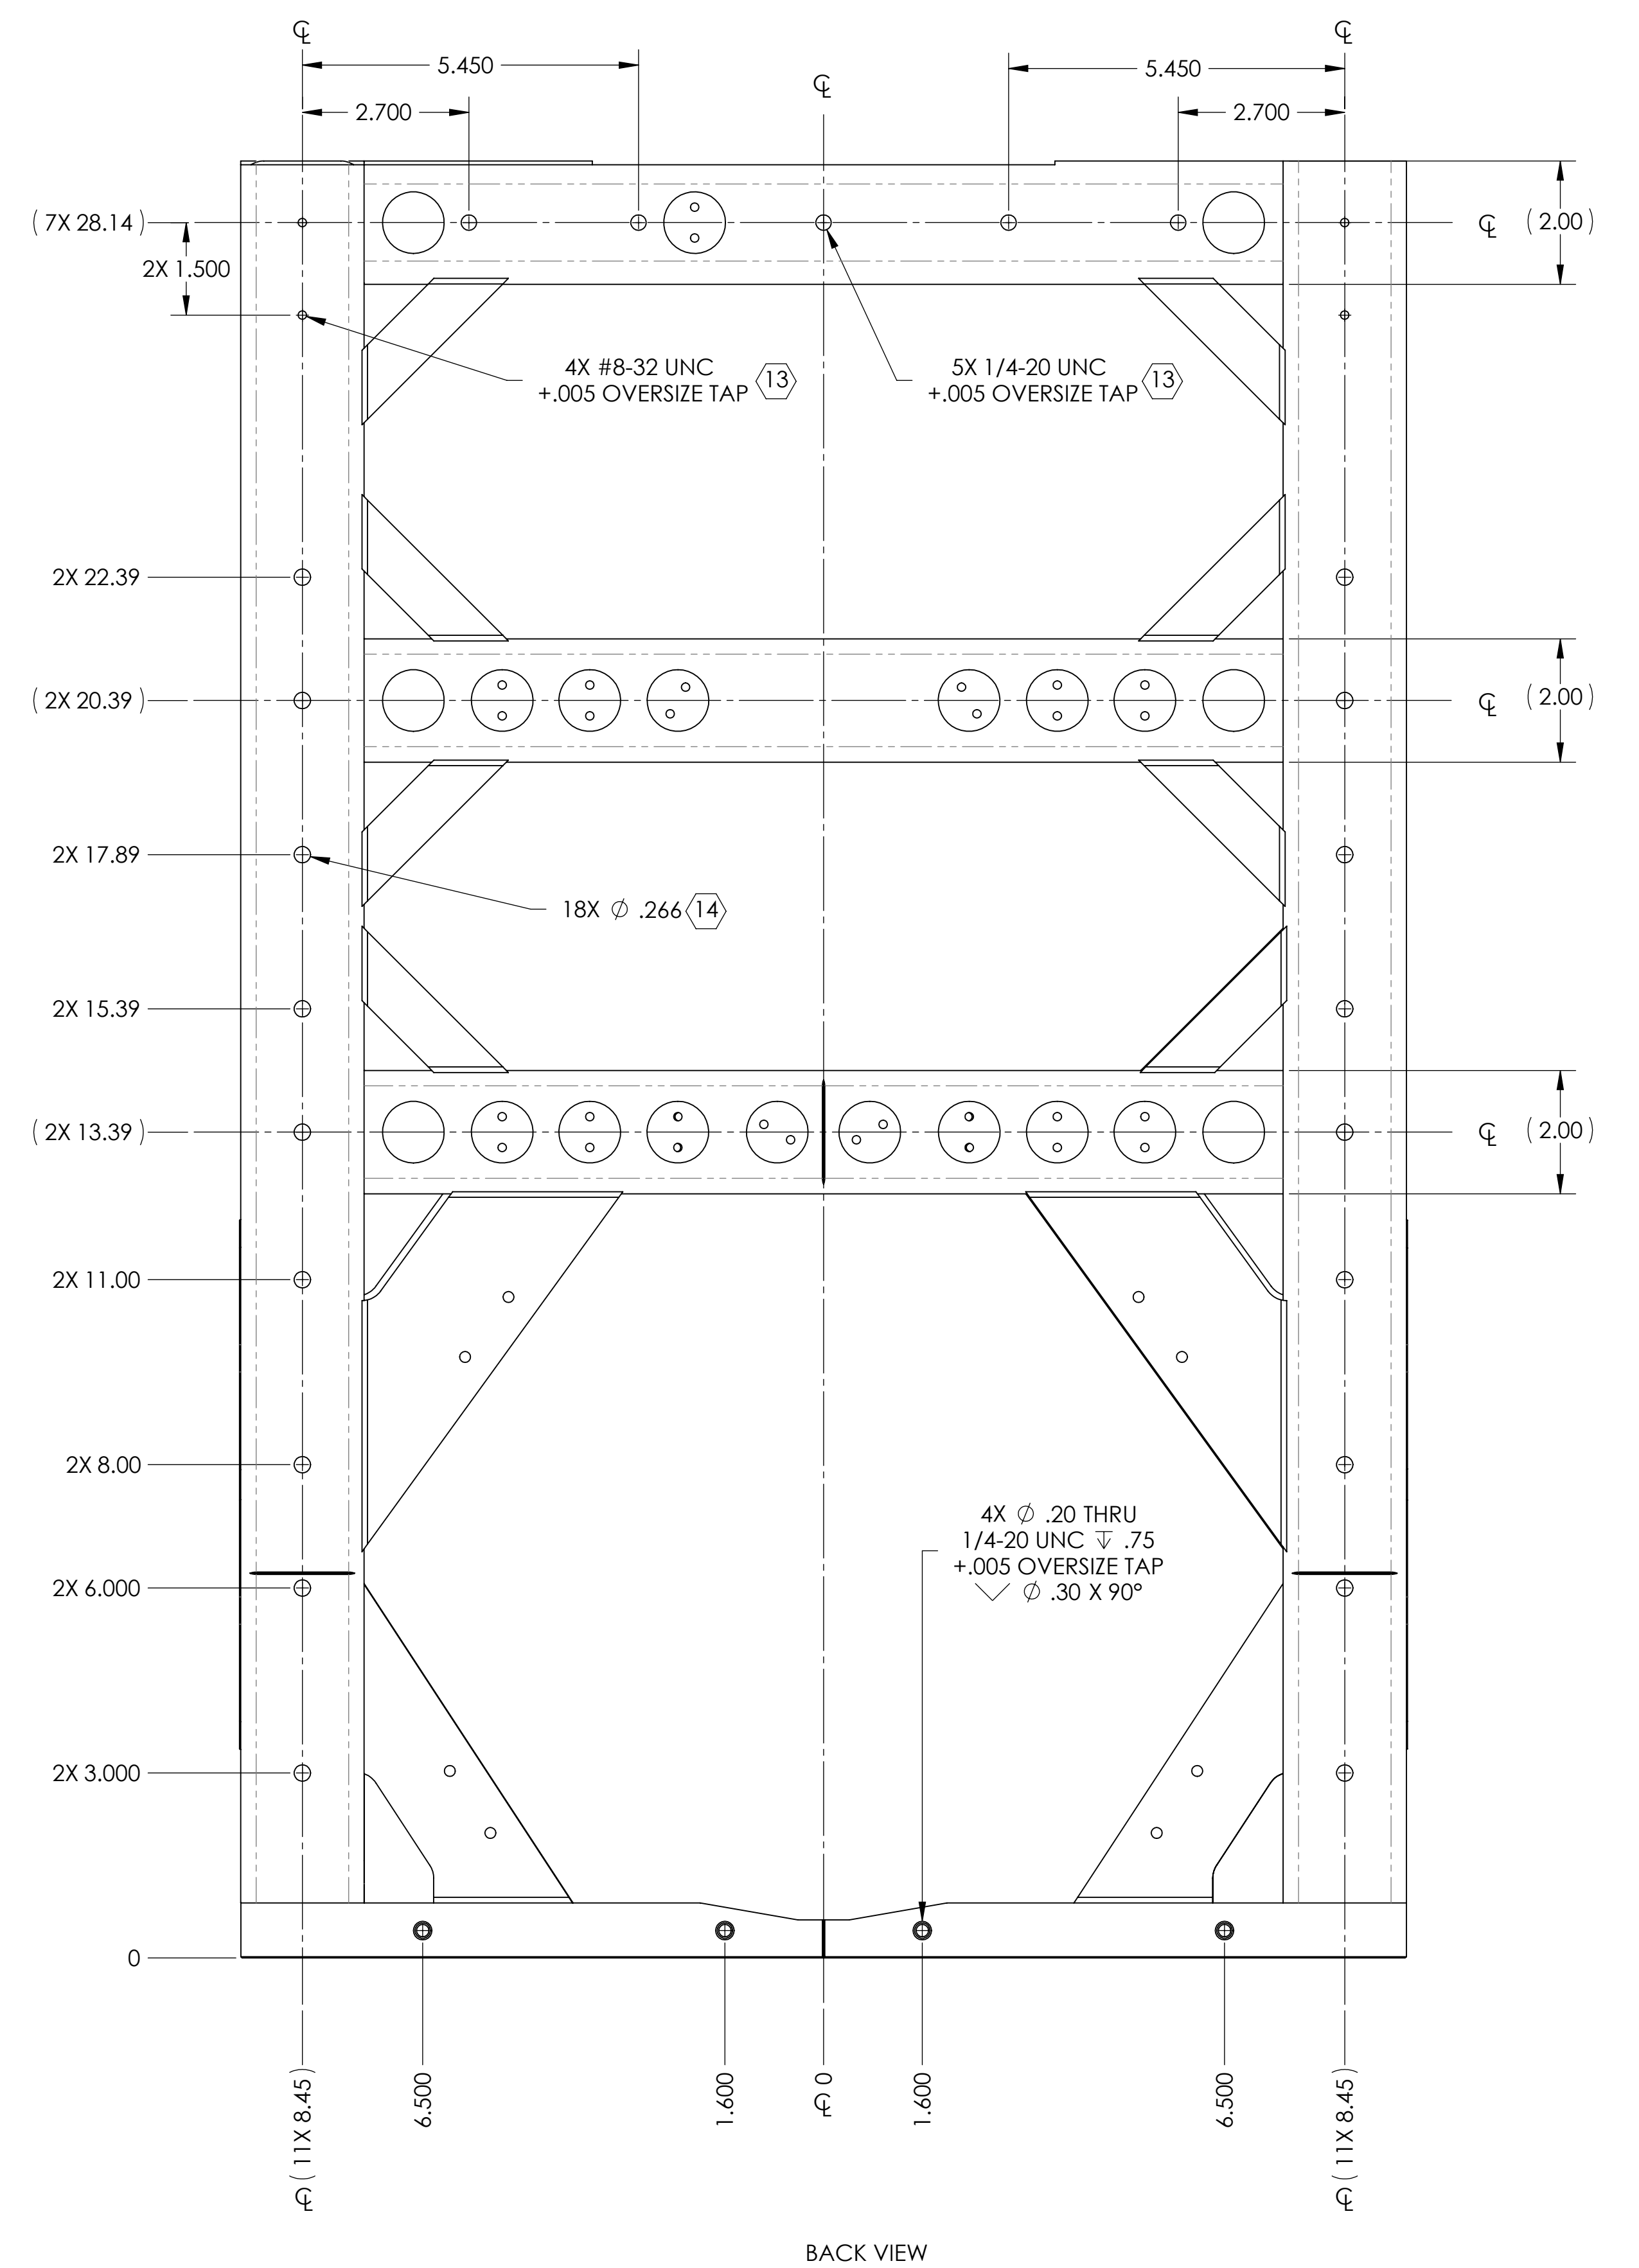 ℄
℄
5.450
5.450
℄
2.700
2.700
( 7X 28.14 )
℄
( 2.00 )
2X 1.500
4X #8-32 UNC
+.005 OVERSIZE TAP 13
5X 1/4-20 UNC
+.005 OVERSIZE TAP 13
2X 22.39
( 2X 20.39 )
℄
( 2.00 )
2X 17.89
18X ∅ .266 14
2X 15.39
( 2X 13.39 )
℄
( 2.00 )
2X 11.00
2X 8.00
4X ∅ .20 THRU
1/4-20 UNC ↧ .75
+.005 OVERSIZE TAP
⌵ ∅ .30 X 90°
2X 6.000
2X 3.000
0
℄ ( 11X 8.45 )
6.500
1.600
℄ 0
1.600
6.500
℄ ( 11X 8.45 )
BACK VIEW